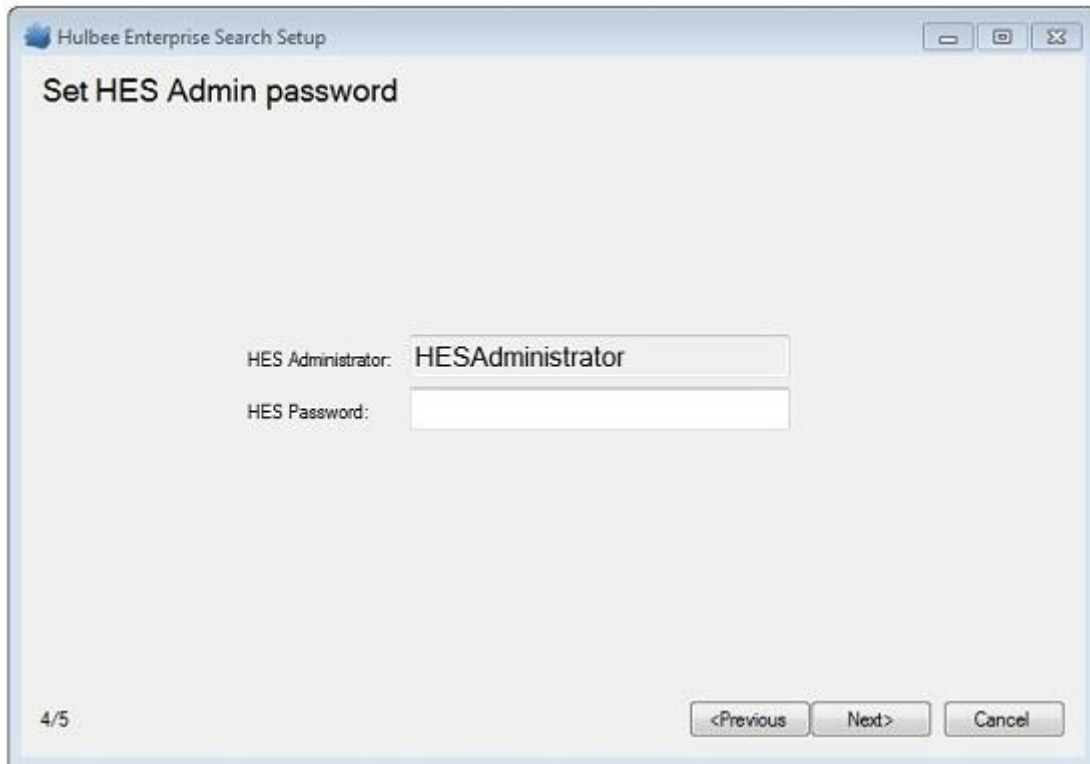 Hulbee Enterprise Search Setup
Set HES Admin password
HES Administrator: HESAdministrator
HES Password:
4/5 <Previous Next> Cancel